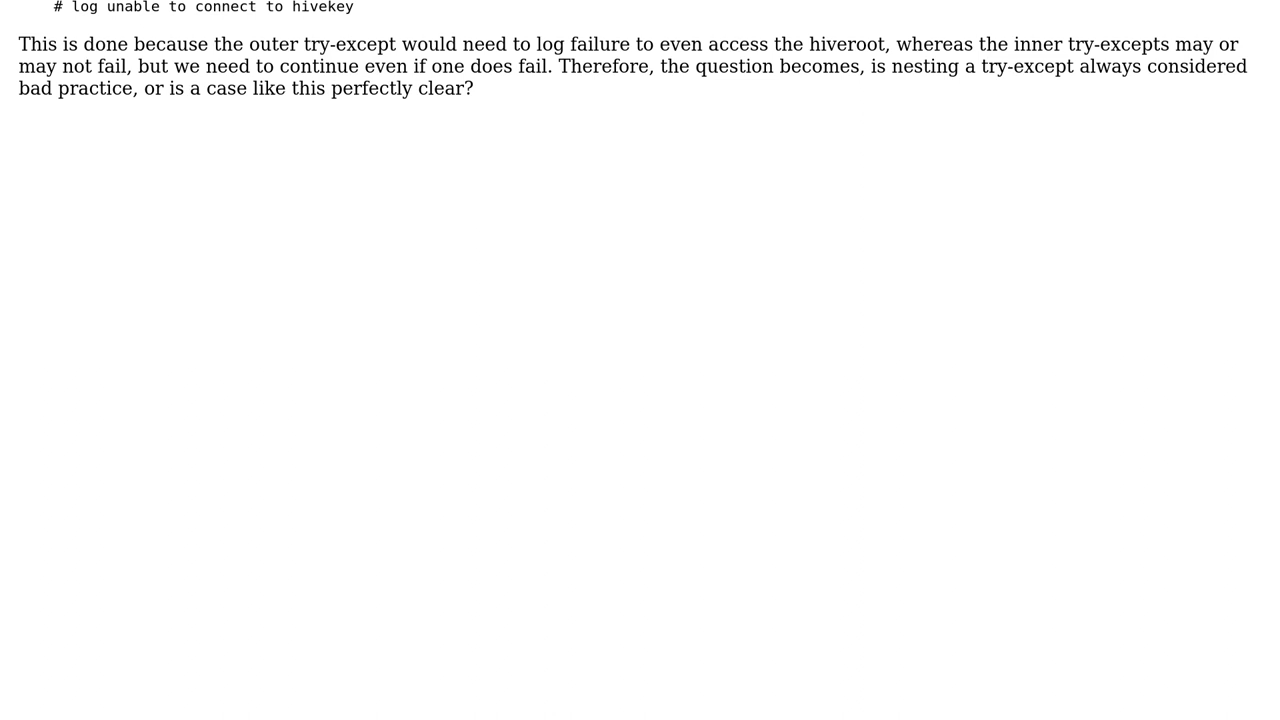 # log unable to connect to hivekey
This is done because the outer try-except would need to log failure to even access the hiveroot, whereas the inner try-excepts may or
may not fail, but we need to continue even if one does fail. Therefore, the question becomes, is nesting a try-except always considered
bad practice, or is a case like this perfectly clear?